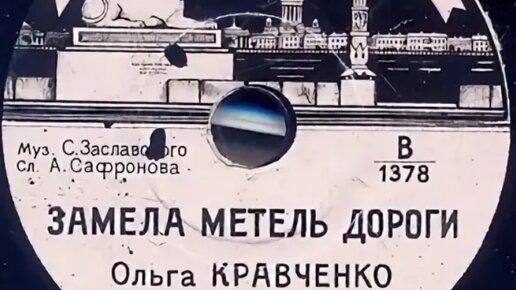 Муз. С. Заславского
Сл. А. Сафронова
В
1378
ЗАМЕЛА МЕТЕЛЬ ДОРОГИ
Ольга КРАВЧЕНКО